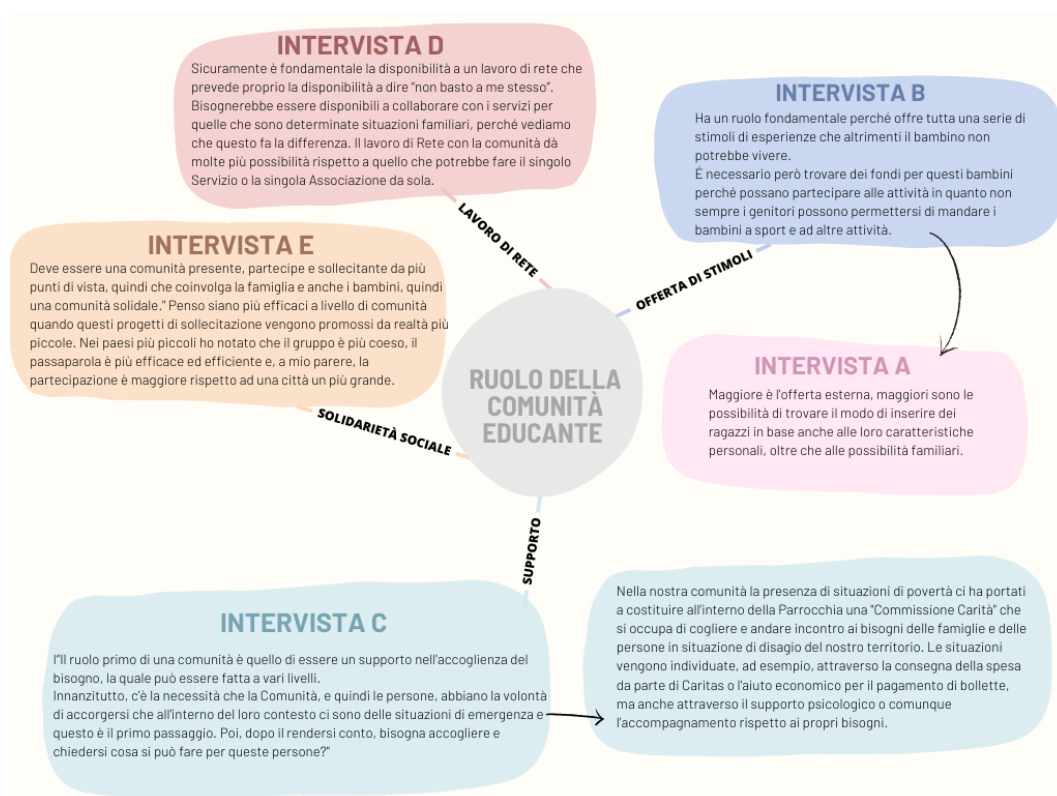 INTERVISTA D
Sicuramente è fondamentale la disponibilità a un lavoro di rete che
prevede proprio la disponibilità a dire "non basto a me stesso".
Bisognerebbe essere disponibili a collaborare con i servizi per
quelle che sono determinate situazioni familiari, perché vediamo
che questo fa la differenza. Il lavoro di Rete con la comunità dà
molte più possibilità rispetto a quello che potrebbe fare il singolo
Servizio o la singola Associazione da sola.
LAVORO DI RETE
INTERVISTA B
Ha un ruolo fondamentale perché offre tutta una serie di
stimoli di esperienze che altrimenti il bambino non
potrebbe vivere.
É necessario però trovare dei fondi per questi bambini
perché possano partecipare alle attività in quanto non
sempre i genitori possono permettersi di mandare i
bambini a sport e ad altre attività.
OFFERTA DI STIMOLI
INTERVISTA E
Deve essere una comunità presente, partecipe e sollecitante da più
punti di vista, quindi che coinvolga la famiglia e anche i bambini, quindi
una comunità solidale." Penso siano più efficaci a livello di comunità
quando questi progetti di sollecitazione vengono promossi da realtà più
piccole. Nei paesi più piccoli ho notato che il gruppo è più coeso, il
passaparola è più efficace ed efficiente e, a mio parere, la
partecipazione è maggiore rispetto ad una città un più grande.
SOLIDARIETÀ SOCIALE
RUOLO DELLA
COMUNITÀ
EDUCANTE
INTERVISTA A
Maggiore è l'offerta esterna, maggiori sono le
possibilità di trovare il modo di inserire dei
ragazzi in base anche alle loro caratteristiche
personali, oltre che alle possibilità familiari.
SUPPORTO
INTERVISTA C
I"Il ruolo primo di una comunità è quello di essere un supporto nell'accoglienza del
bisogno, la quale può essere fatta a vari livelli.
Innanzitutto, c'è la necessità che la Comunità, e quindi le persone, abbiano la volontà
di accorgersi che all'interno del loro contesto ci sono delle situazioni di emergenza e
questo è il primo passaggio. Poi, dopo il rendersi conto, bisogna accogliere e
chiedersi cosa si può fare per queste persone?"
Nella nostra comunità la presenza di situazioni di povertà ci ha portati
a costituire all'interno della Parrocchia una "Commissione Carità" che
si occupa di cogliere e andare incontro ai bisogni delle famiglie e delle
persone in situazione di disagio del nostro territorio. Le situazioni
vengono individuate, ad esempio, attraverso la consegna della spesa
da parte di Caritas o l'aiuto economico per il pagamento di bollette,
ma anche attraverso il supporto psicologico o comunque
l'accompagnamento rispetto ai propri bisogni.